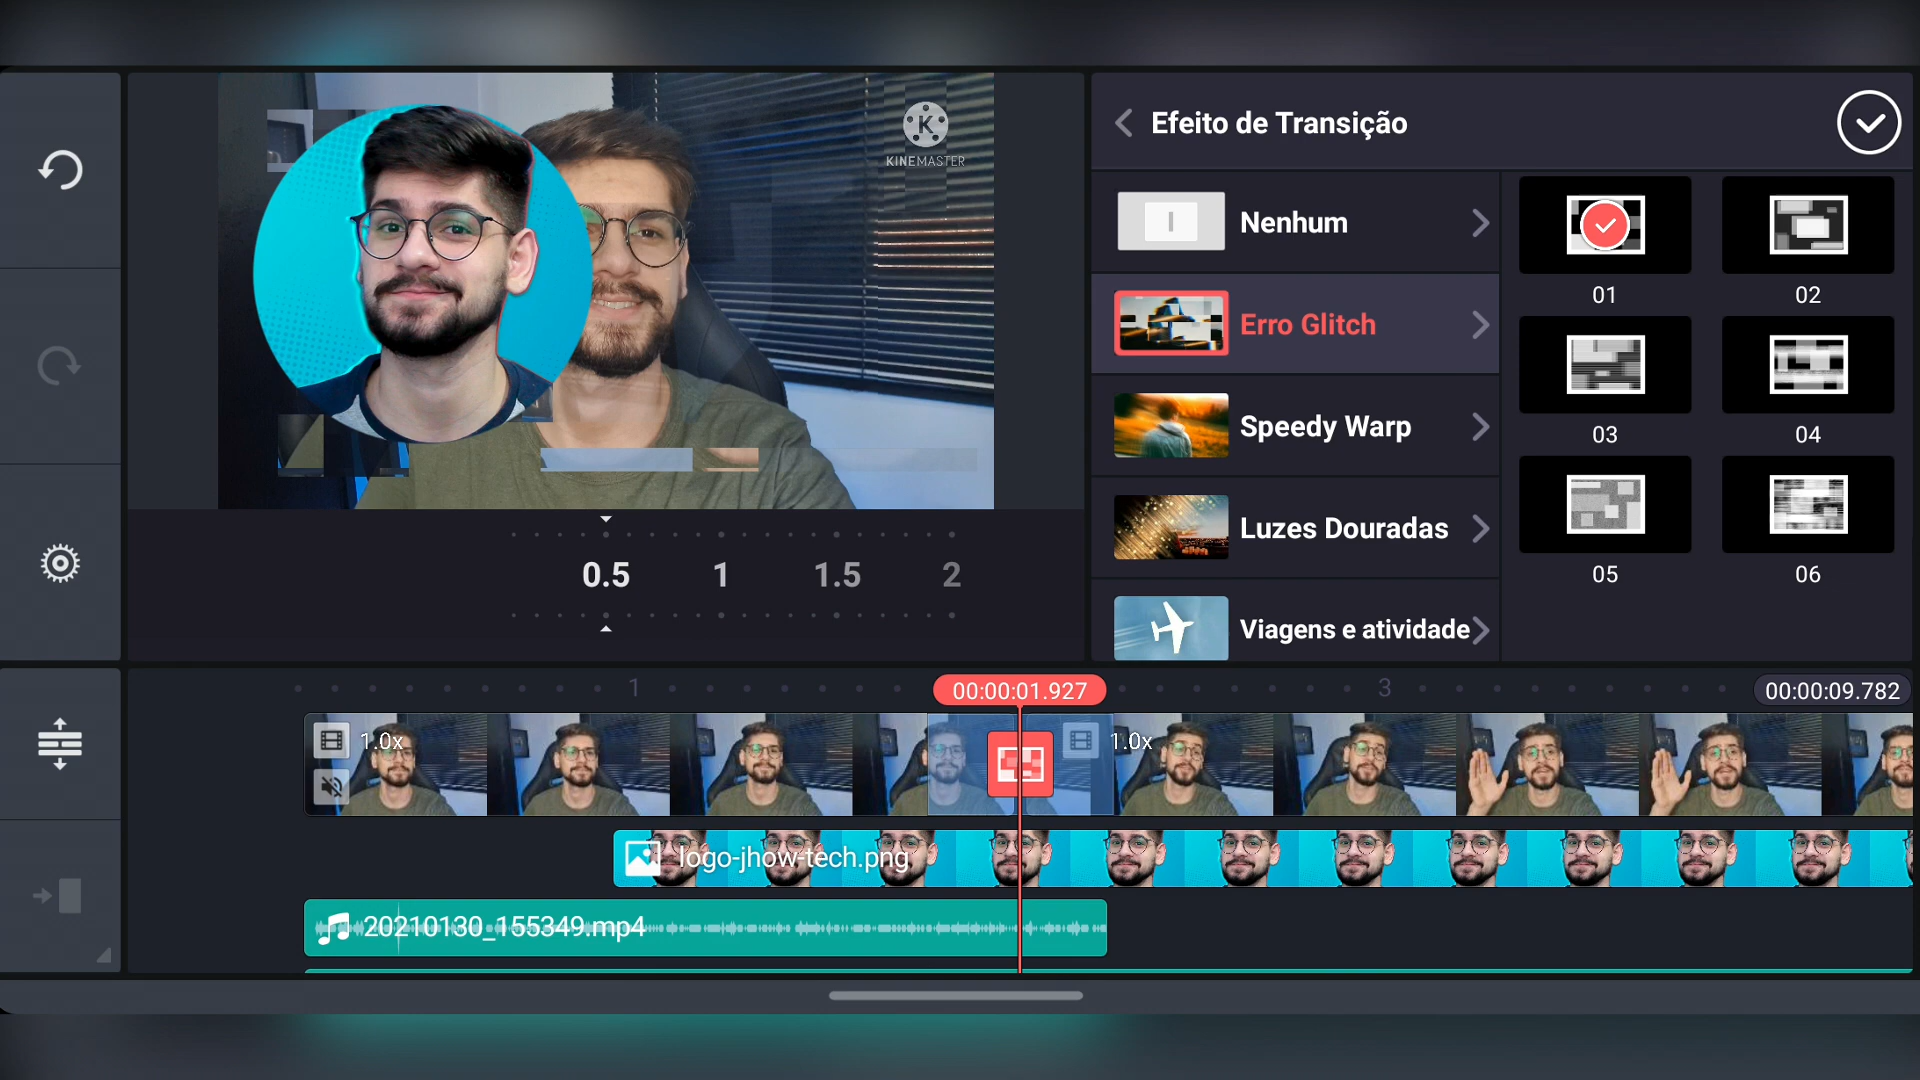 K
KINEMASTER
Efeito de Transição
Nenhum
Erro Glitch
Speedy Warp
Luzes Douradas
Viagens e atividade
01
02
03
04
05
06
0.5
1
1.5
2
1
00:00:01.927
3
00:00:09.782
1.0x
1.0x
logo-jhow-tech.png
20210130_155349.mp4